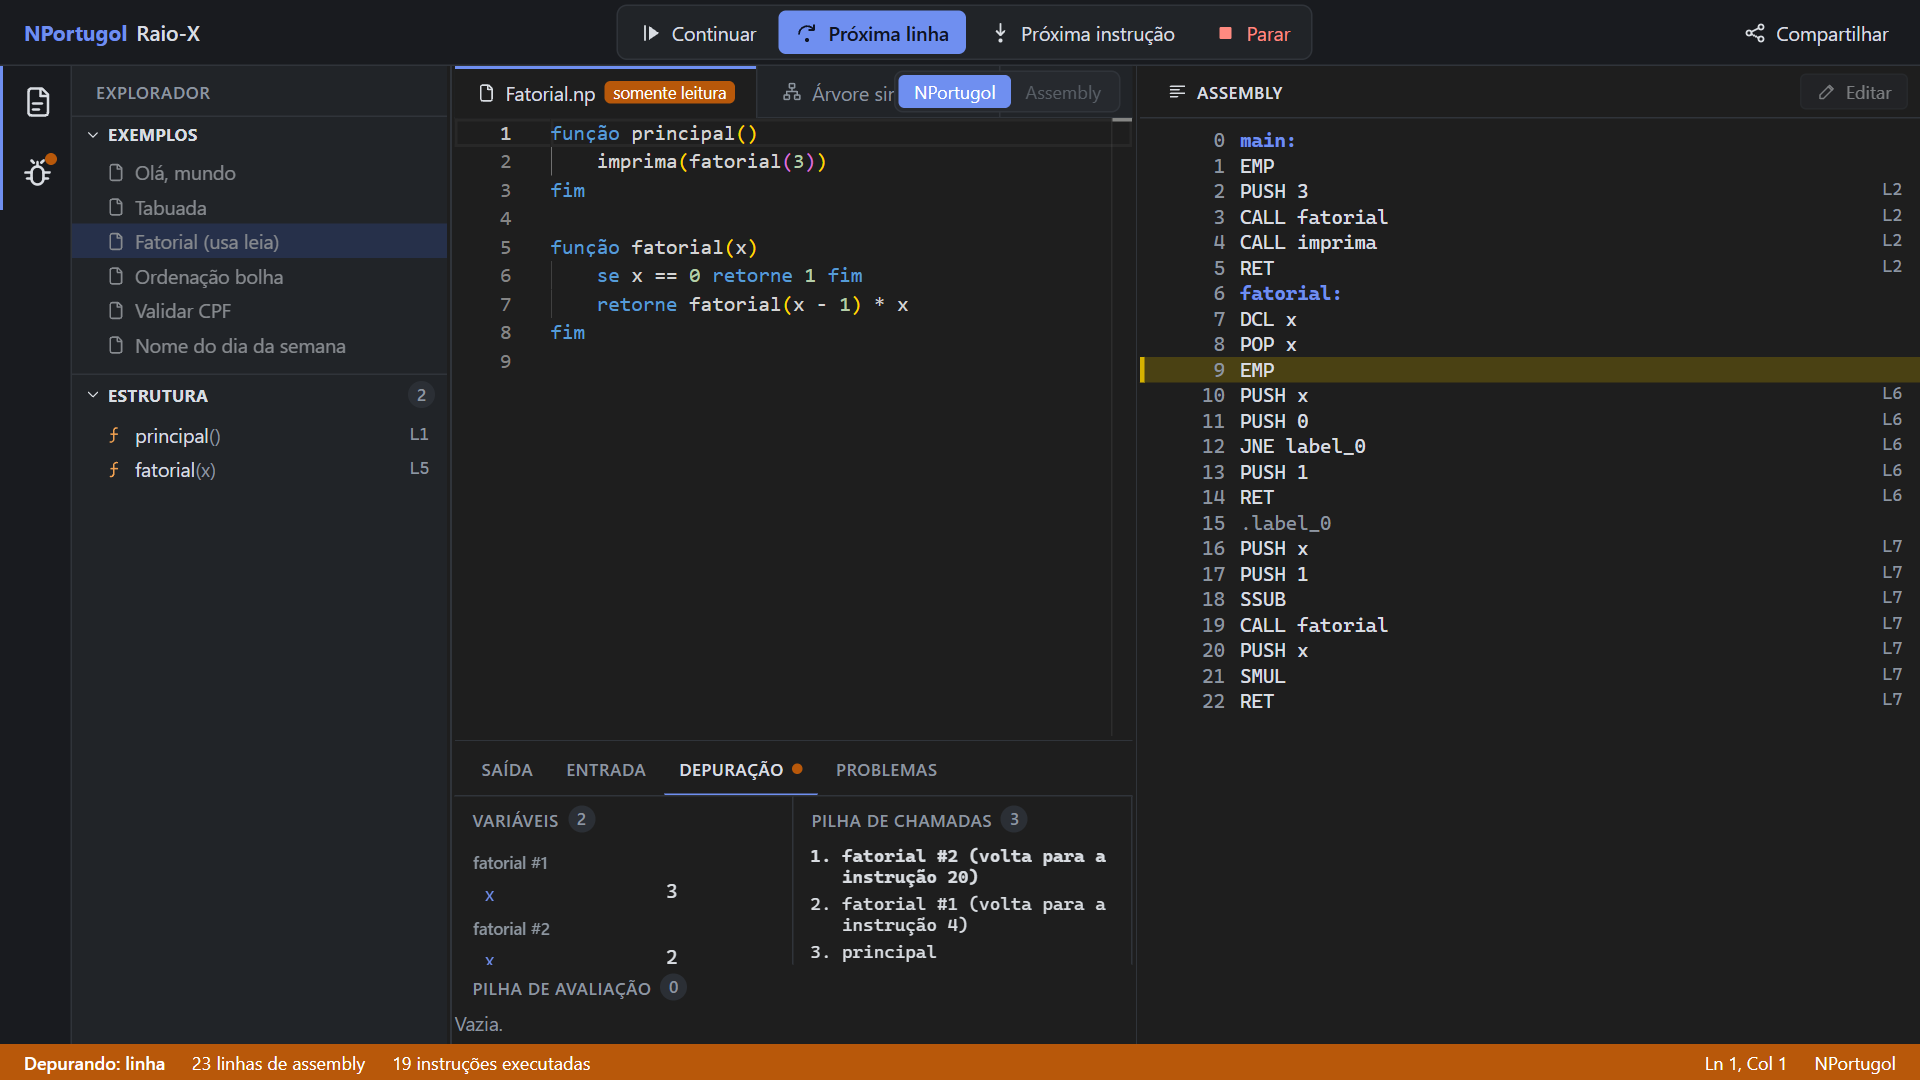 NPortugol Raio-X
Continuar
Próxima linha
Próxima instrução
Parar
Compartilhar
EXPLORADOR
EXEMPLOS
Olá, mundo
Tabuada
Fatorial (usa leia)
Ordenação bolha
Validar CPF
Nome do dia da semana
ESTRUTURA 2
principal() L1
fatorial(x) L5
Fatorial.np somente leitura
Árvore sin
NPortugol
Assembly
1 função principal()
2 imprima(fatorial(3))
3 fim
4
5 função fatorial(x)
6 se x == 0 retorne 1 fim
7 retorne fatorial(x - 1) * x
8 fim
9
SAÍDA
ENTRADA
DEPURAÇÃO
PROBLEMAS
VARIÁVEIS 2
fatorial #1
x 3
fatorial #2
x 2
PILHA DE CHAMADAS 3
1. fatorial #2 (volta para a
instrução 20)
2. fatorial #1 (volta para a
instrução 4)
3. principal
PILHA DE AVALIAÇÃO 0
Vazia.
ASSEMBLY
Editar
0 main:
1 EMP
2 PUSH 3 L2
3 CALL fatorial L2
4 CALL imprima L2
5 RET L2
6 fatorial:
7 DCL x
8 POP x
9 EMP
10 PUSH x L6
11 PUSH 0 L6
12 JNE label_0 L6
13 PUSH 1 L6
14 RET L6
15 .label_0
16 PUSH x L7
17 PUSH 1 L7
18 SSUB L7
19 CALL fatorial L7
20 PUSH x L7
21 SMUL L7
22 RET L7
Depurando: linha
23 linhas de assembly
19 instruções executadas
Ln 1, Col 1
NPortugol